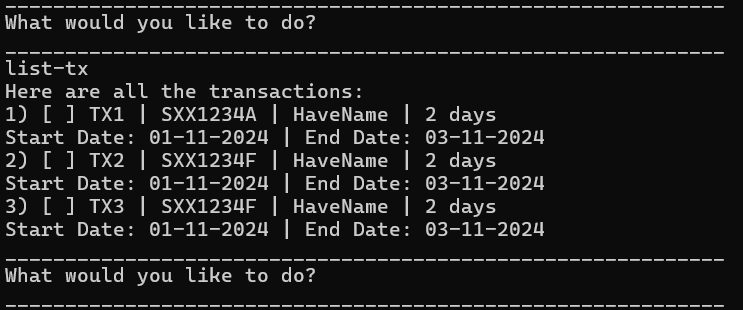 ____________________________________________________________
What would you like to do?
____________________________________________________________
list-tx
Here are all the transactions:
1) [ ] TX1 | SXX1234A | HaveName | 2 days
Start Date: 01-11-2024 | End Date: 03-11-2024
2) [ ] TX2 | SXX1234F | HaveName | 2 days
Start Date: 01-11-2024 | End Date: 03-11-2024
3) [ ] TX3 | SXX1234F | HaveName | 2 days
Start Date: 01-11-2024 | End Date: 03-11-2024
____________________________________________________________
What would you like to do?
____________________________________________________________